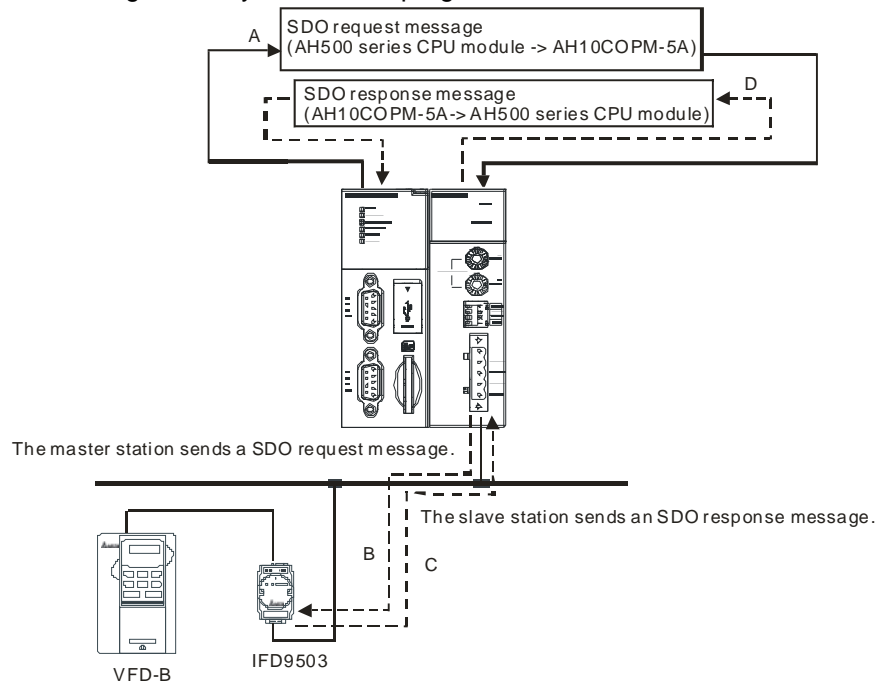 SDO request message
(AH500 series CPU module -> AH10COPM-5A)
A
D
SDO response message
(AH10COPM-5A-> AH500 series CPU module)
The master station sends a SDO request message.
The slave station sends an SDO response message.
B
C
IFD9503
VFD-B